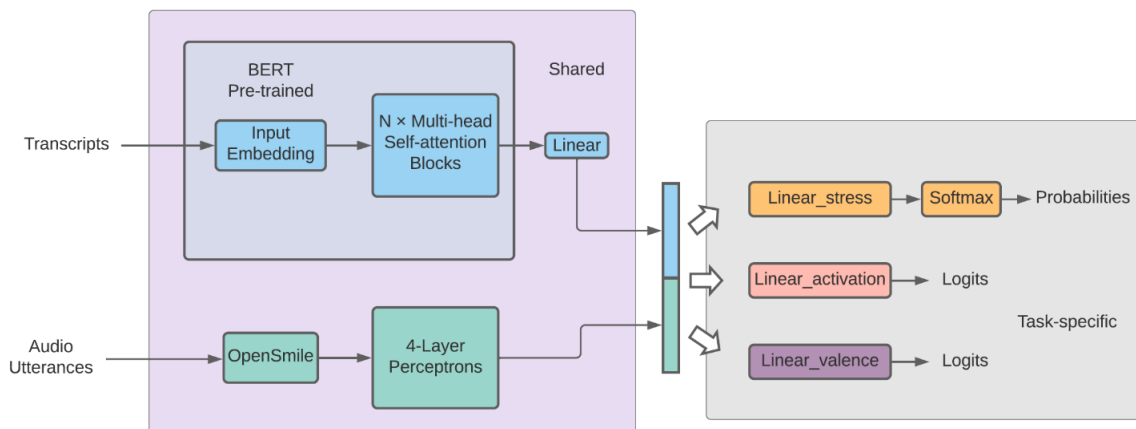 BERT
Pre-trained
Shared
Transcripts
Input
Embedding
N × Multi-head
Self-attention
Blocks
Linear
Audio
Utterances
OpenSmile
4-Layer
Perceptrons
Linear_stress
Softmax
Probabilities
Linear_activation
Logits
Task-specific
Linear_valence
Logits